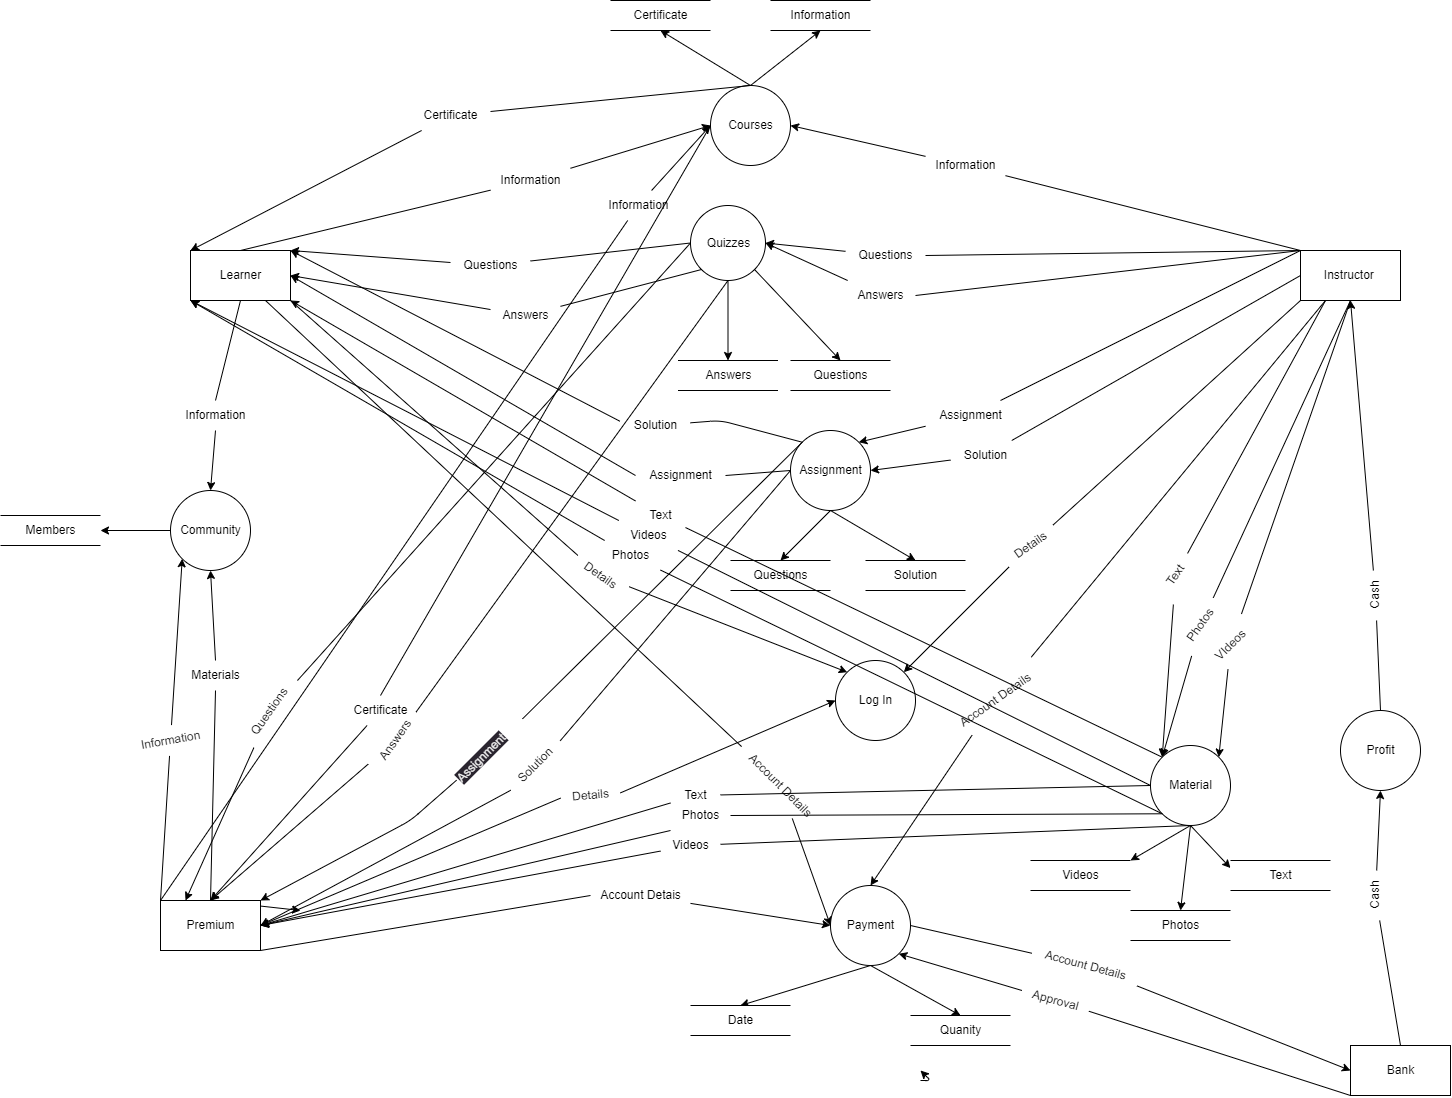 Certificate
Information
Certificate
Courses
Information
Information
Information
Quizzes
Questions
Questions
Learner
Instructor
Answers
Answers
Answers
Questions
Information
Solution
Assignment
Solution
Assignment
Assignment
Text
Members
Community
Videos
Photos
Details
Details
Questions
Solution
Text
Cash
Photos
VIdeos
Materials
Information
Questions
Certificate
Answers
Log In
Account Details
Assignment
Solution
Profit
Account Details
Material
Details
Text
Photos
Videos
Videos
Text
Account Detais
Cash
Premium
Payment
Photos
Account Details
Approval
Date
Quanity
Bank